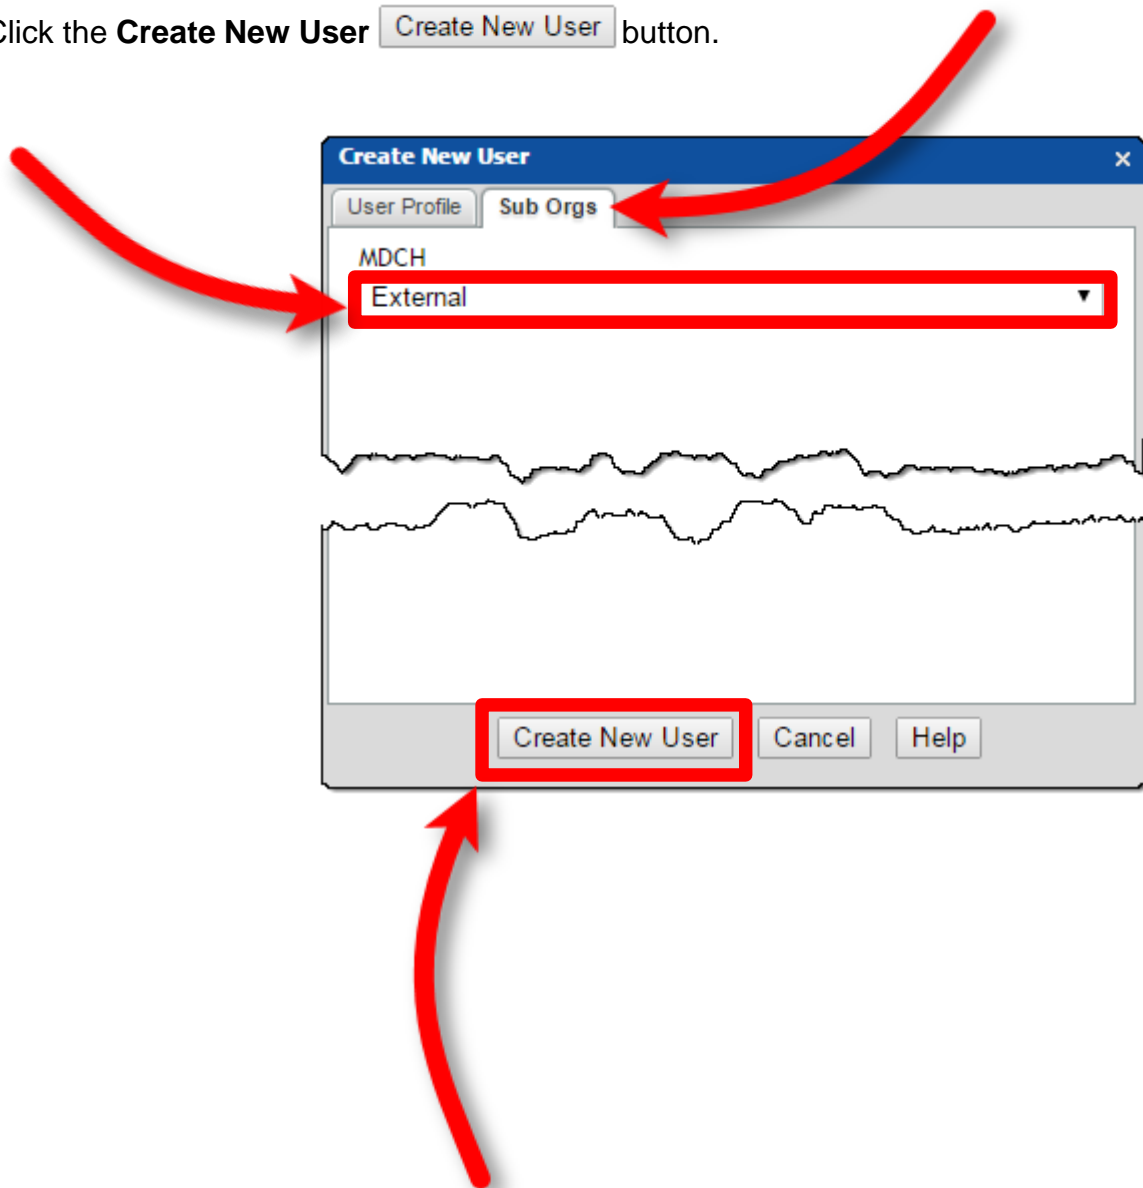 Click the Create New User Create New User button.
Create New User ×
User Profile Sub Orgs
MDCH
External
Create New User Cancel Help